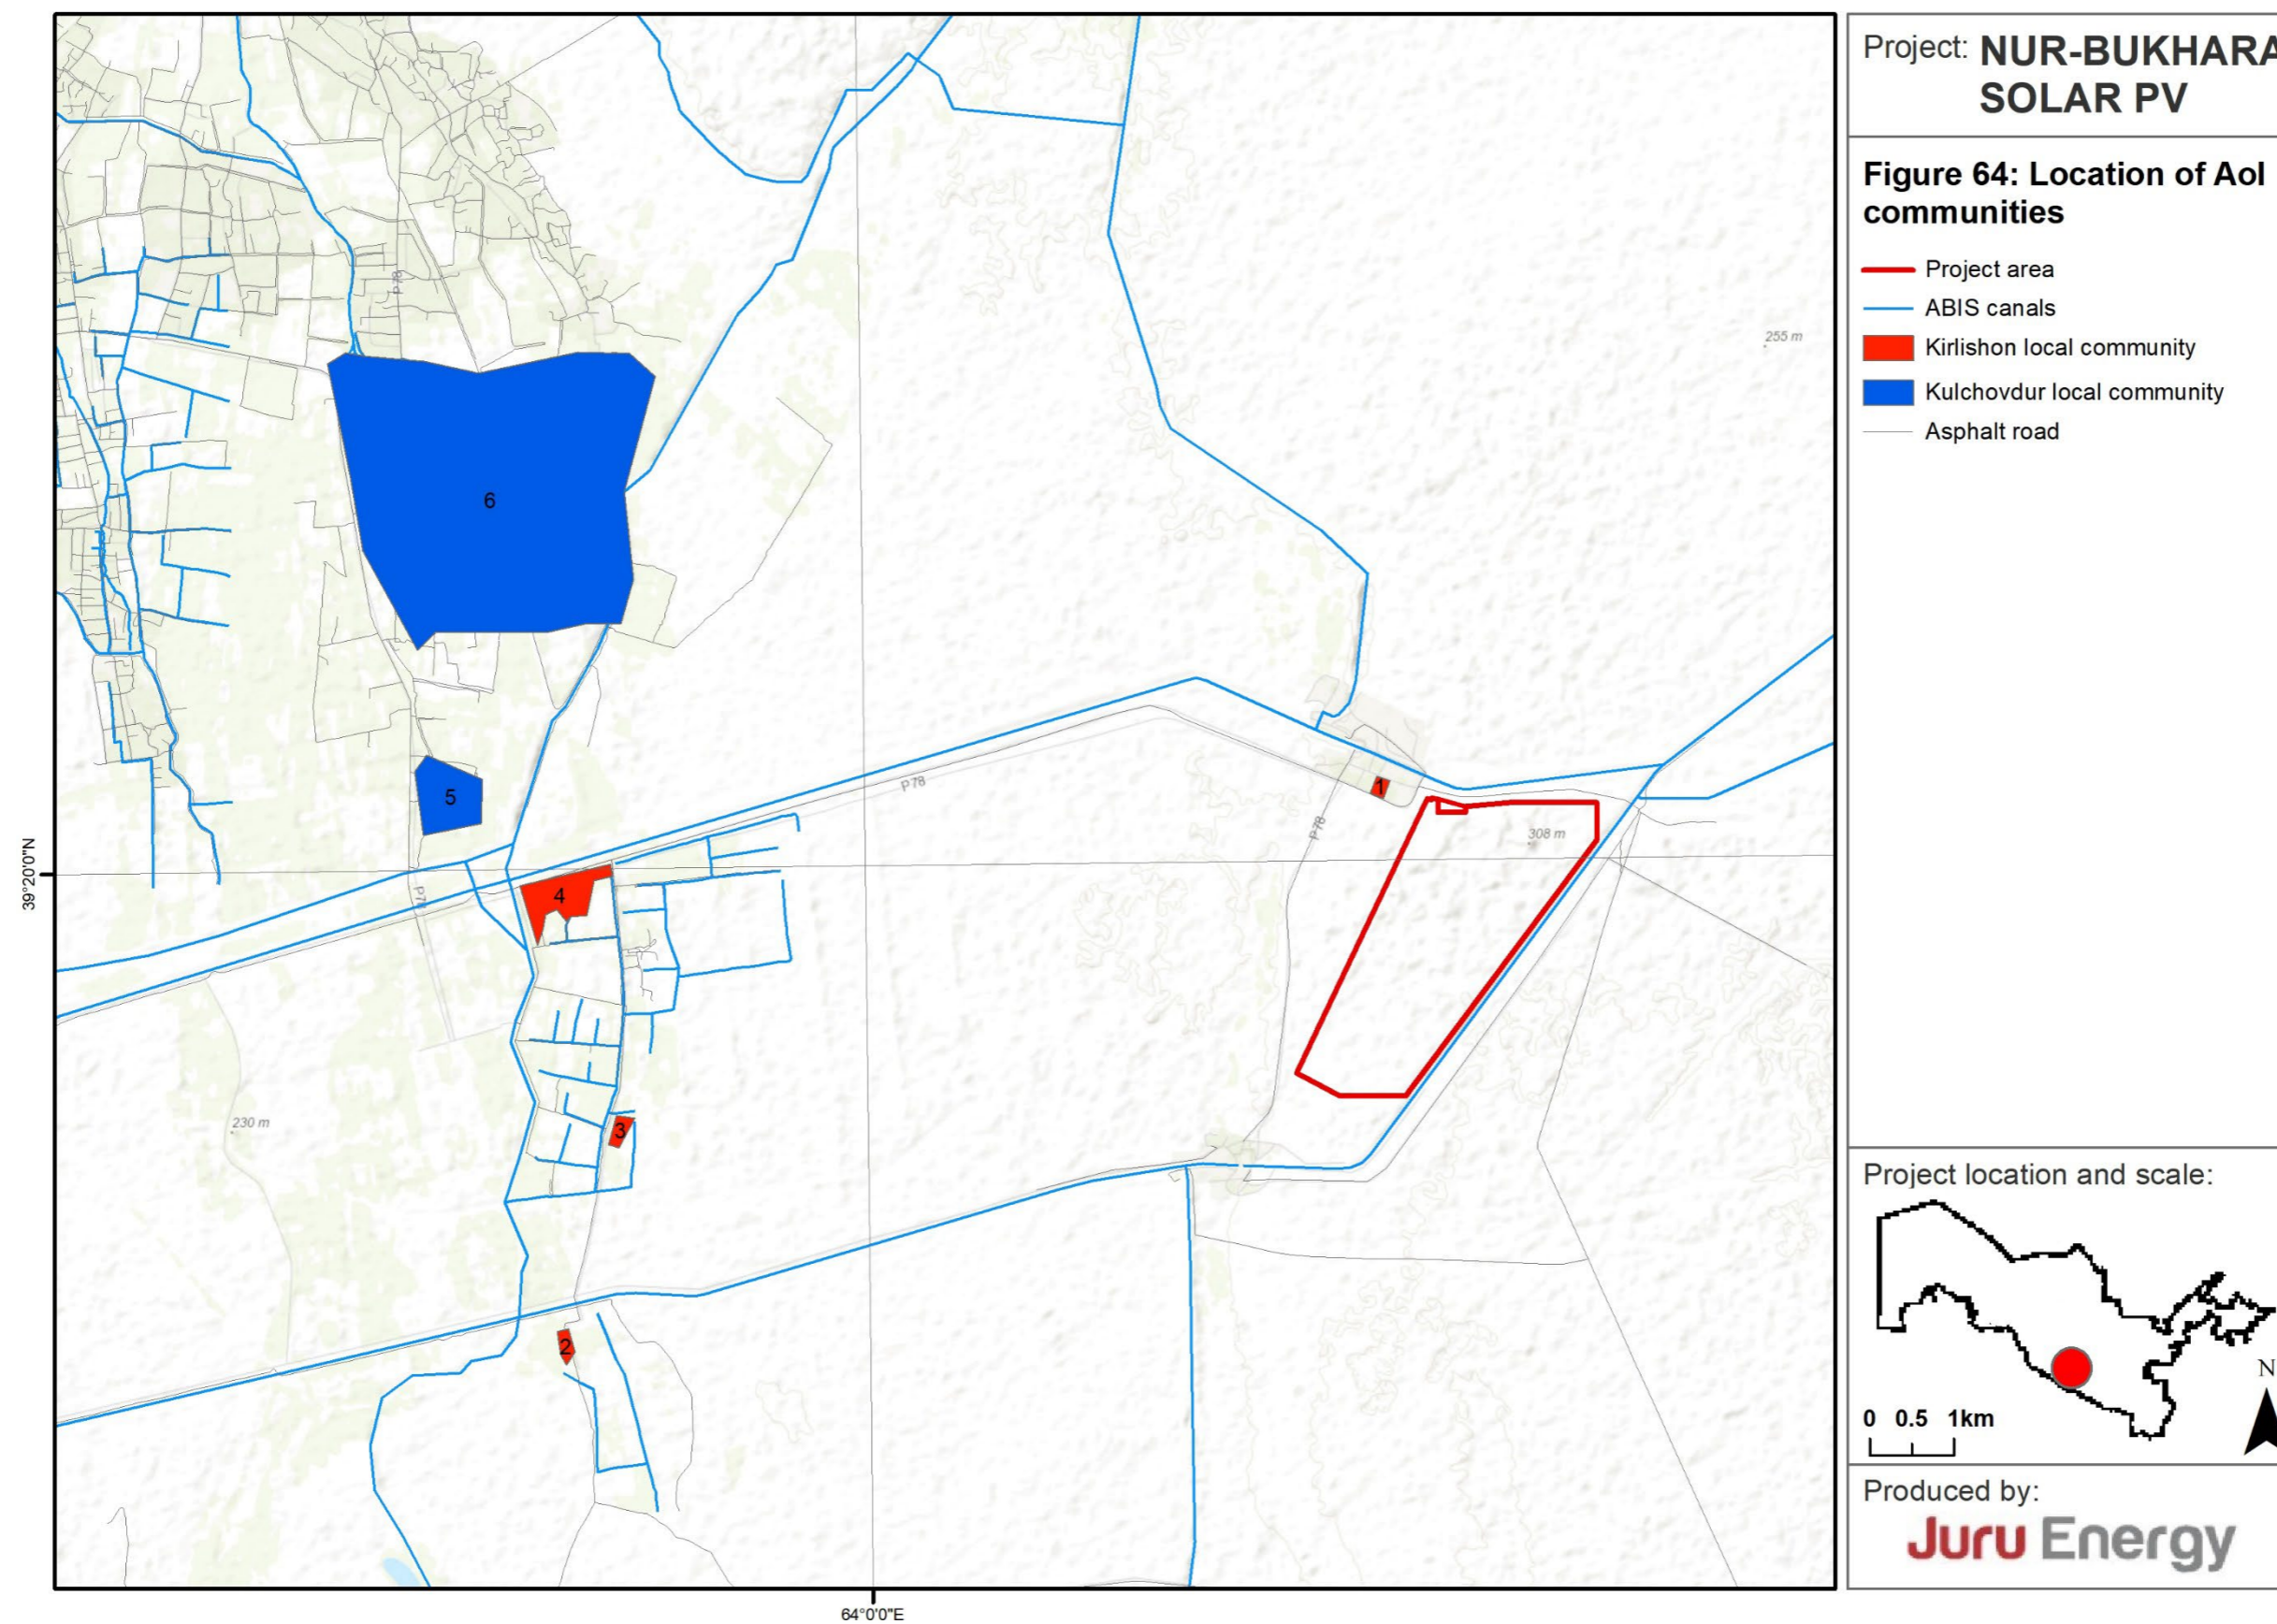 Project: NUR-BUKHARA
SOLAR PV
Figure 64: Location of AoI
communities
Project area
ABIS canals
Kirlishon local community
Kulchovdur local community
Asphalt road
Project location and scale:
N
0 0.5 1km
Produced by:
Juru Energy
P78
255 m
6
5
P78
1
P78
308 m
39°20'0"N
4
P78
3
230 m
2
64°0'0"E